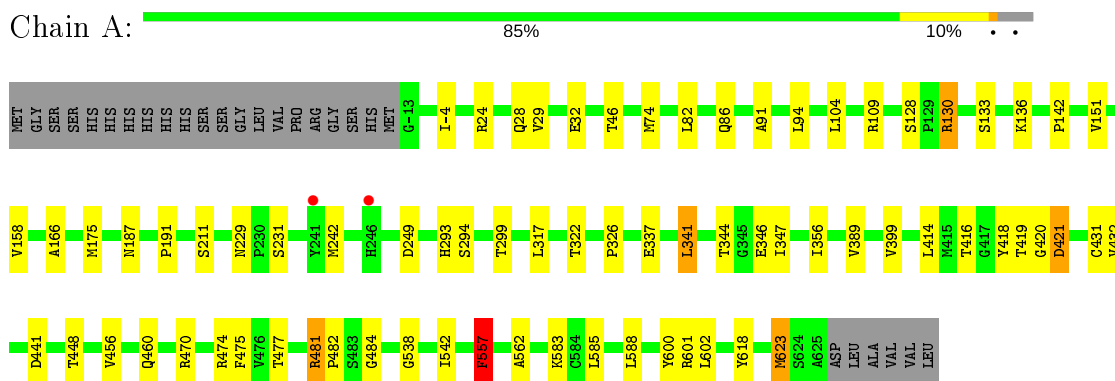 Chain A:
85% 10% • •
MET GLY SER SER HIS HIS HIS HIS HIS HIS SER SER GLY LEU VAL PRO ARG GLY SER HIS MET G-13 I-4 R24 Q28 V29 E32 T46 M74 L82 Q86 A91 L94 L104 R109 S128 P129 R130 S133 K136 P142 V151
V158 A166 M175 N187 P191 S211 N229 P230 S231 Y241 M242 H246 D249 H293 S294 T299 L317 T322 P326 E337 L341 T344 G345 E346 I347 I356 V389 V399 L414 M415 T416 G417 Y418 T419 G420 D421 C431
D441 T448 V456 Q460 R470 R474 F475 V476 T477 R481 P482 S483 G484 G538 I542 F557 A562 K583 C584 L585 L588 Y600 R601 L602 Y618 M623 S624 A625 ASP LEU ALA VAL VAL LEU